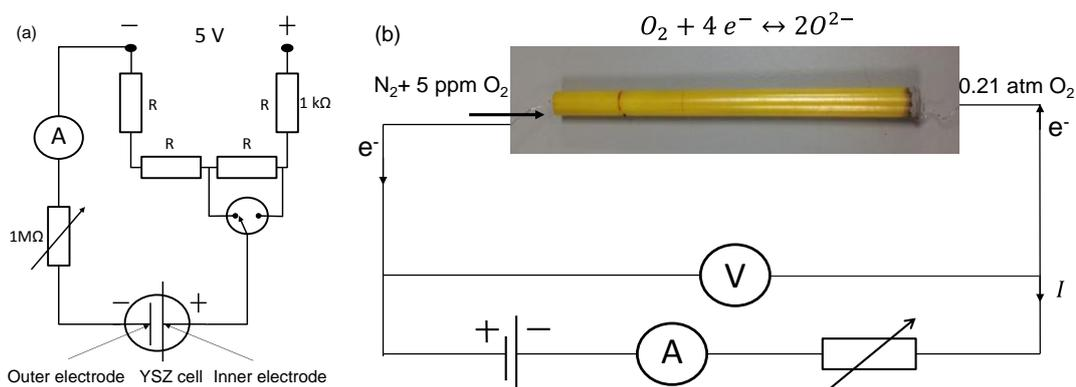 (a)
−
5 V
+
R
R
1 kΩ
A
R
R
1MΩ
−
+
Outer electrode
YSZ cell
Inner electrode
(b)
O₂ + 4 e⁻ ↔ 2O²⁻
N₂+ 5 ppm O₂
0.21 atm O₂
e⁻
e⁻
V
I
+
−
A